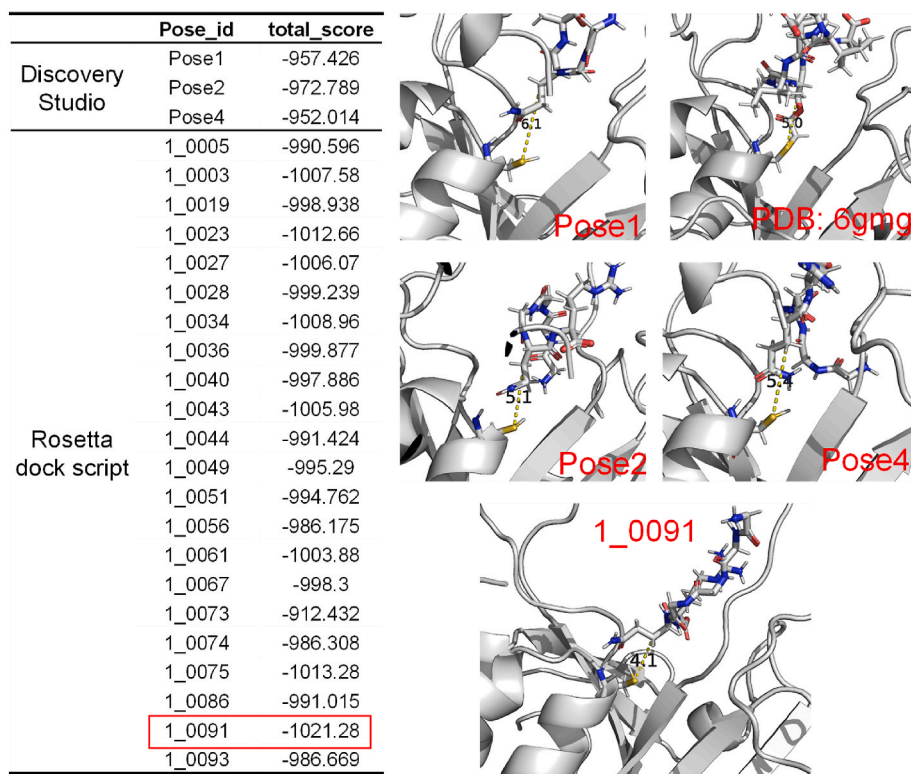 Pose_id total_score
Discovery Studio
Pose1 -957.426
Pose2 -972.789
Pose4 -952.014
Rosetta dock script
1_0005 -990.596
1_0003 -1007.58
1_0019 -998.938
1_0023 -1012.66
1_0027 -1006.07
1_0028 -999.239
1_0034 -1008.96
1_0036 -999.877
1_0040 -997.886
1_0043 -1005.98
1_0044 -991.424
1_0049 -995.29
1_0051 -994.762
1_0056 -986.175
1_0061 -1003.88
1_0067 -998.3
1_0073 -912.432
1_0074 -986.308
1_0075 -1013.28
1_0086 -991.015
1_0091 -1021.28
1_0093 -986.669
6.1
Pose1
5.0
PDB: 6gmg
5.1
Pose2
5.4
Pose4
1_0091
4.1